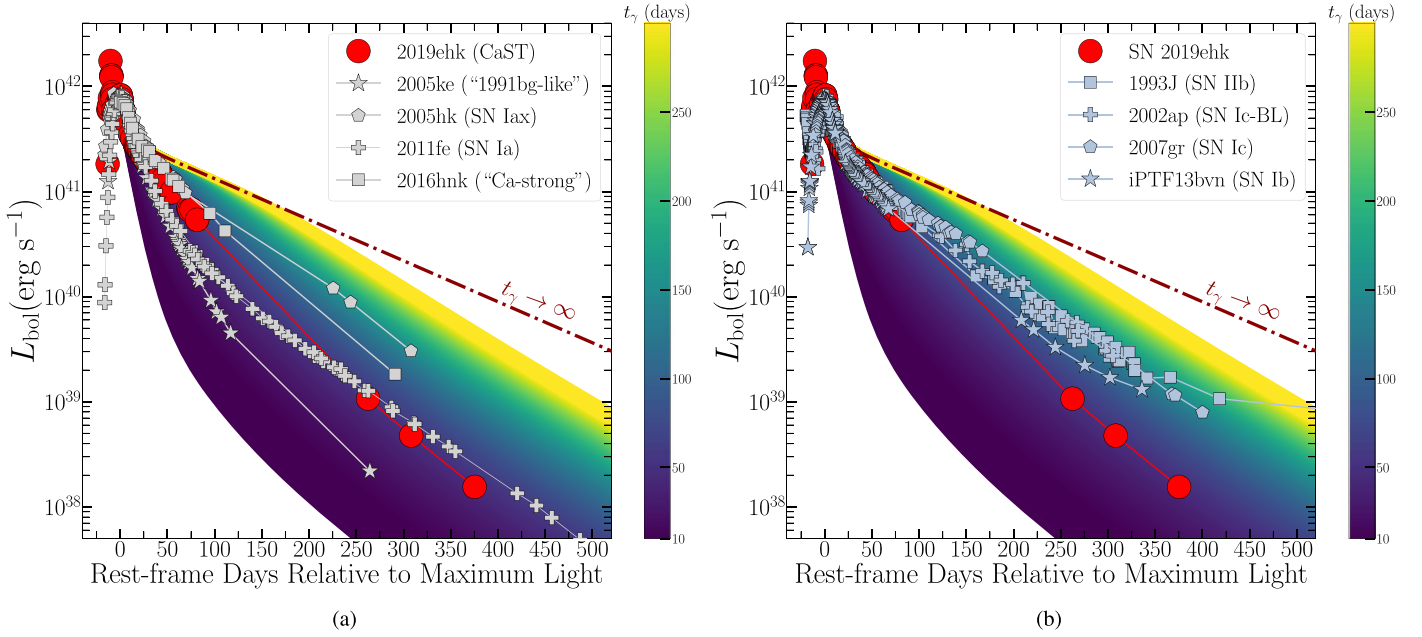 t_γ (days)
2019ehk (CaST)
2005ke (“1991bg-like”)
2005hk (SN Iax)
2011fe (SN Ia)
2016hnk (“Ca-strong”)
10^42
10^41
10^40
10^39
10^38
L_bol(erg s^−1)
t_γ → ∞
250
200
150
100
50
10
0 50 100 150 200 250 300 350 400 450 500
Rest-frame Days Relative to Maximum Light
(a)
t_γ (days)
SN 2019ehk
1993J (SN IIb)
2002ap (SN Ic-BL)
2007gr (SN Ic)
iPTF13bvn (SN Ib)
10^42
10^41
10^40
10^39
10^38
L_bol(erg s^−1)
t_γ → ∞
250
200
150
100
50
10
0 50 100 150 200 250 300 350 400 450 500
Rest-frame Days Relative to Maximum Light
(b)